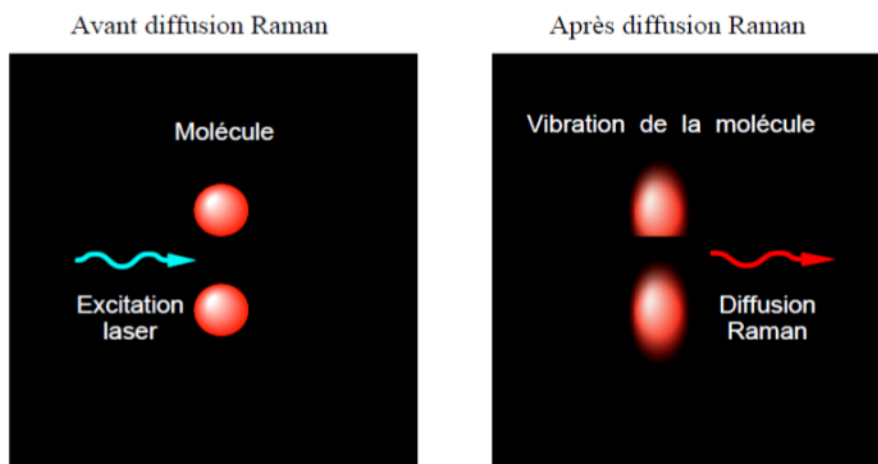 Avant diffusion Raman
Après diffusion Raman
Molécule
Excitation
laser
Vibration de la molécule
Diffusion
Raman